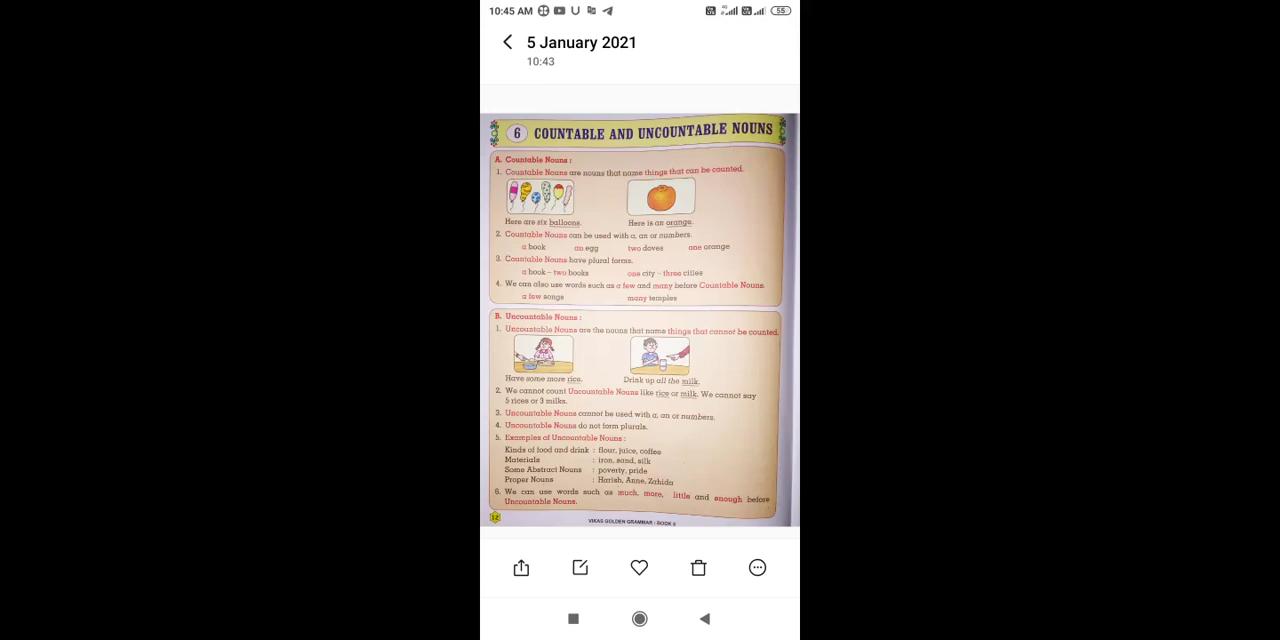 10:45 AM
55
5 January 2021
10:43
6 COUNTABLE AND UNCOUNTABLE NOUNS
A. Countable Nouns :
1. Countable Nouns are nouns that name things that can be counted.
Here are six balloons. Here is an orange.
2. Countable Nouns can be used with a, an or numbers.
a book an egg two doves one orange
3. Countable Nouns have plural forms.
a book – two books one city – three cities
4. We can also use words such as a few and many before Countable Nouns.
a few songs many temples
B. Uncountable Nouns :
1. Uncountable Nouns are the nouns that name things that cannot be counted.
Have some more rice. Drink up all the milk.
2. We cannot count Uncountable Nouns like rice or milk. We cannot say
5 rices or 3 milks.
3. Uncountable Nouns cannot be used with a, an or numbers.
4. Uncountable Nouns do not form plurals.
5. Examples of Uncountable Nouns :
Kinds of food and drink : flour, juice, coffee
Materials : iron, sand, silk
Some Abstract Nouns : poverty, pride
Proper Nouns : Harish, Anne, Zahida
6. We can use words such as much, more, little and enough before
Uncountable Nouns.
VIKAS GOLDEN GRAMMAR - BOOK